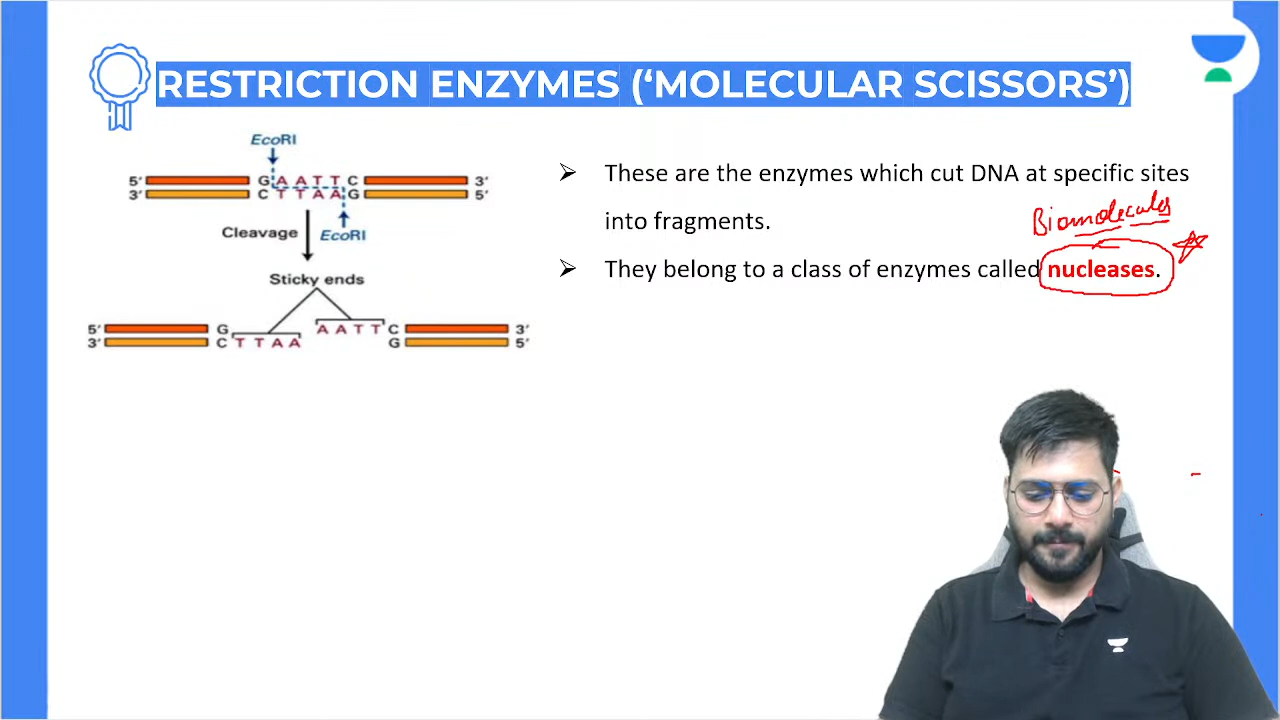 RESTRICTION ENZYMES (‘MOLECULAR SCISSORS’)
EcoRI
5′ G A A T T C 3′
3′ C T T A A G 5′
Cleavage
EcoRI
Sticky ends
5′ G A A T T C 3′
3′ C T T A A G 5′
➢ These are the enzymes which cut DNA at specific sites
into fragments.
Biomolecules
➢ They belong to a class of enzymes called nucleases.